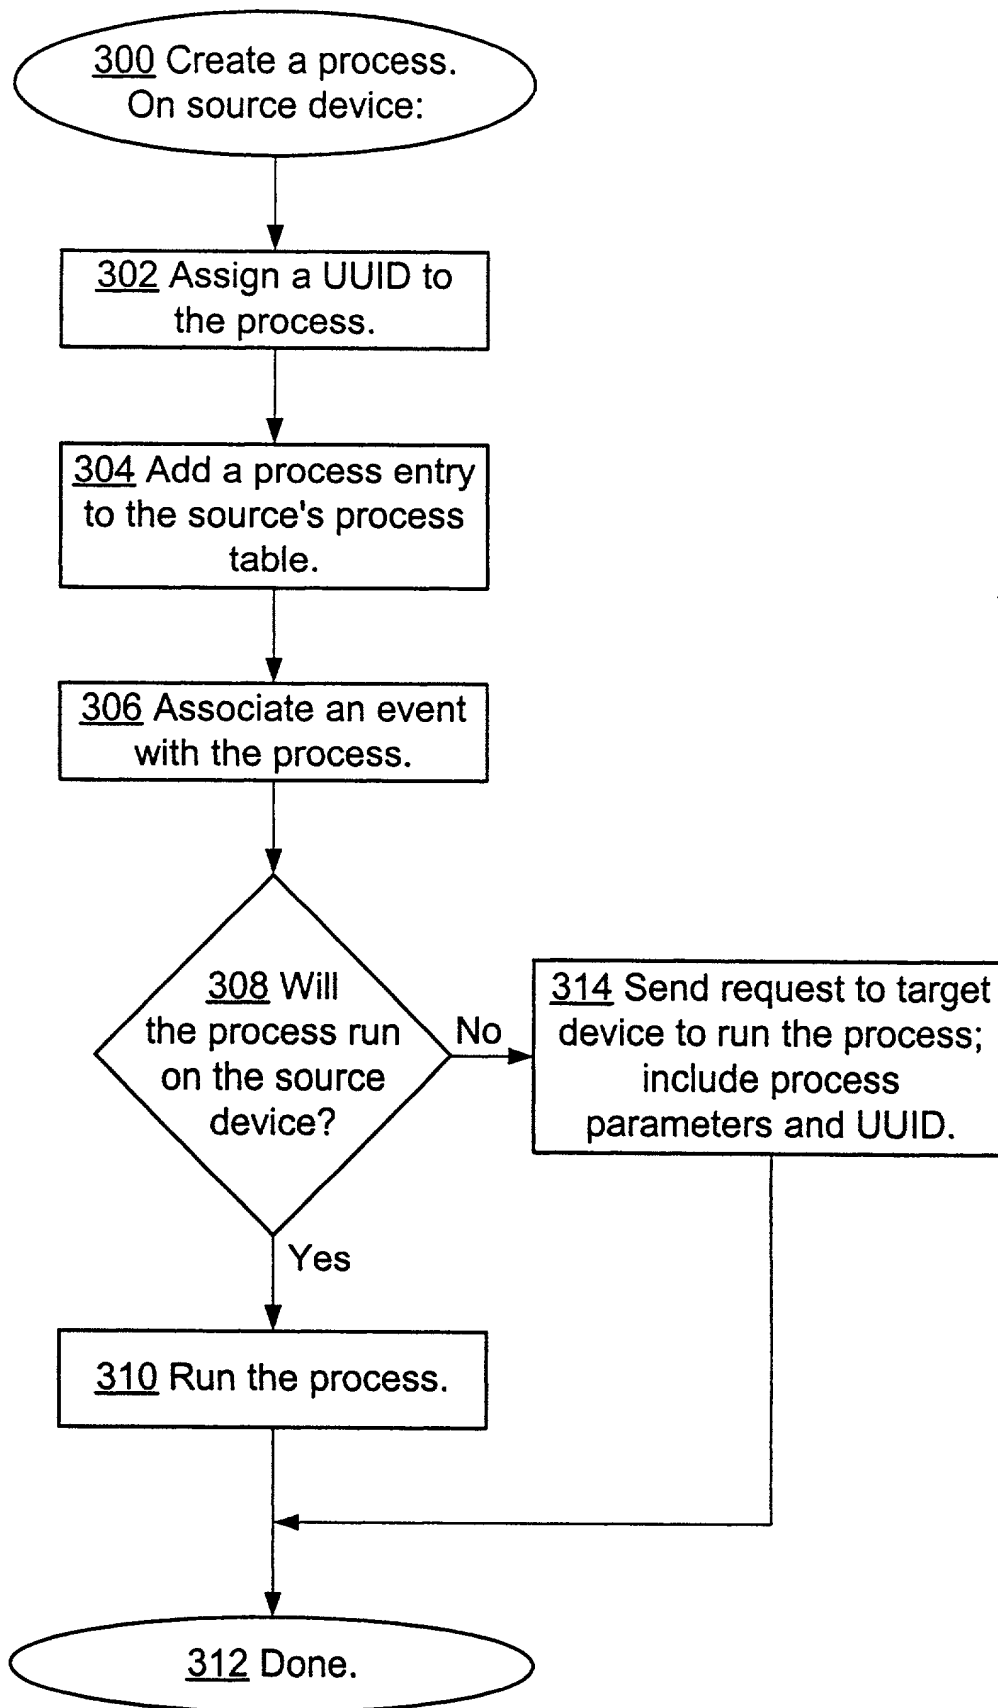 300 Create a process.
On source device:
302 Assign a UUID to
the process.
304 Add a process entry
to the source's process
table.
306 Associate an event
with the process.
308 Will
the process run
on the source
device?
No
314 Send request to target
device to run the process;
include process
parameters and UUID.
Yes
310 Run the process.
312 Done.